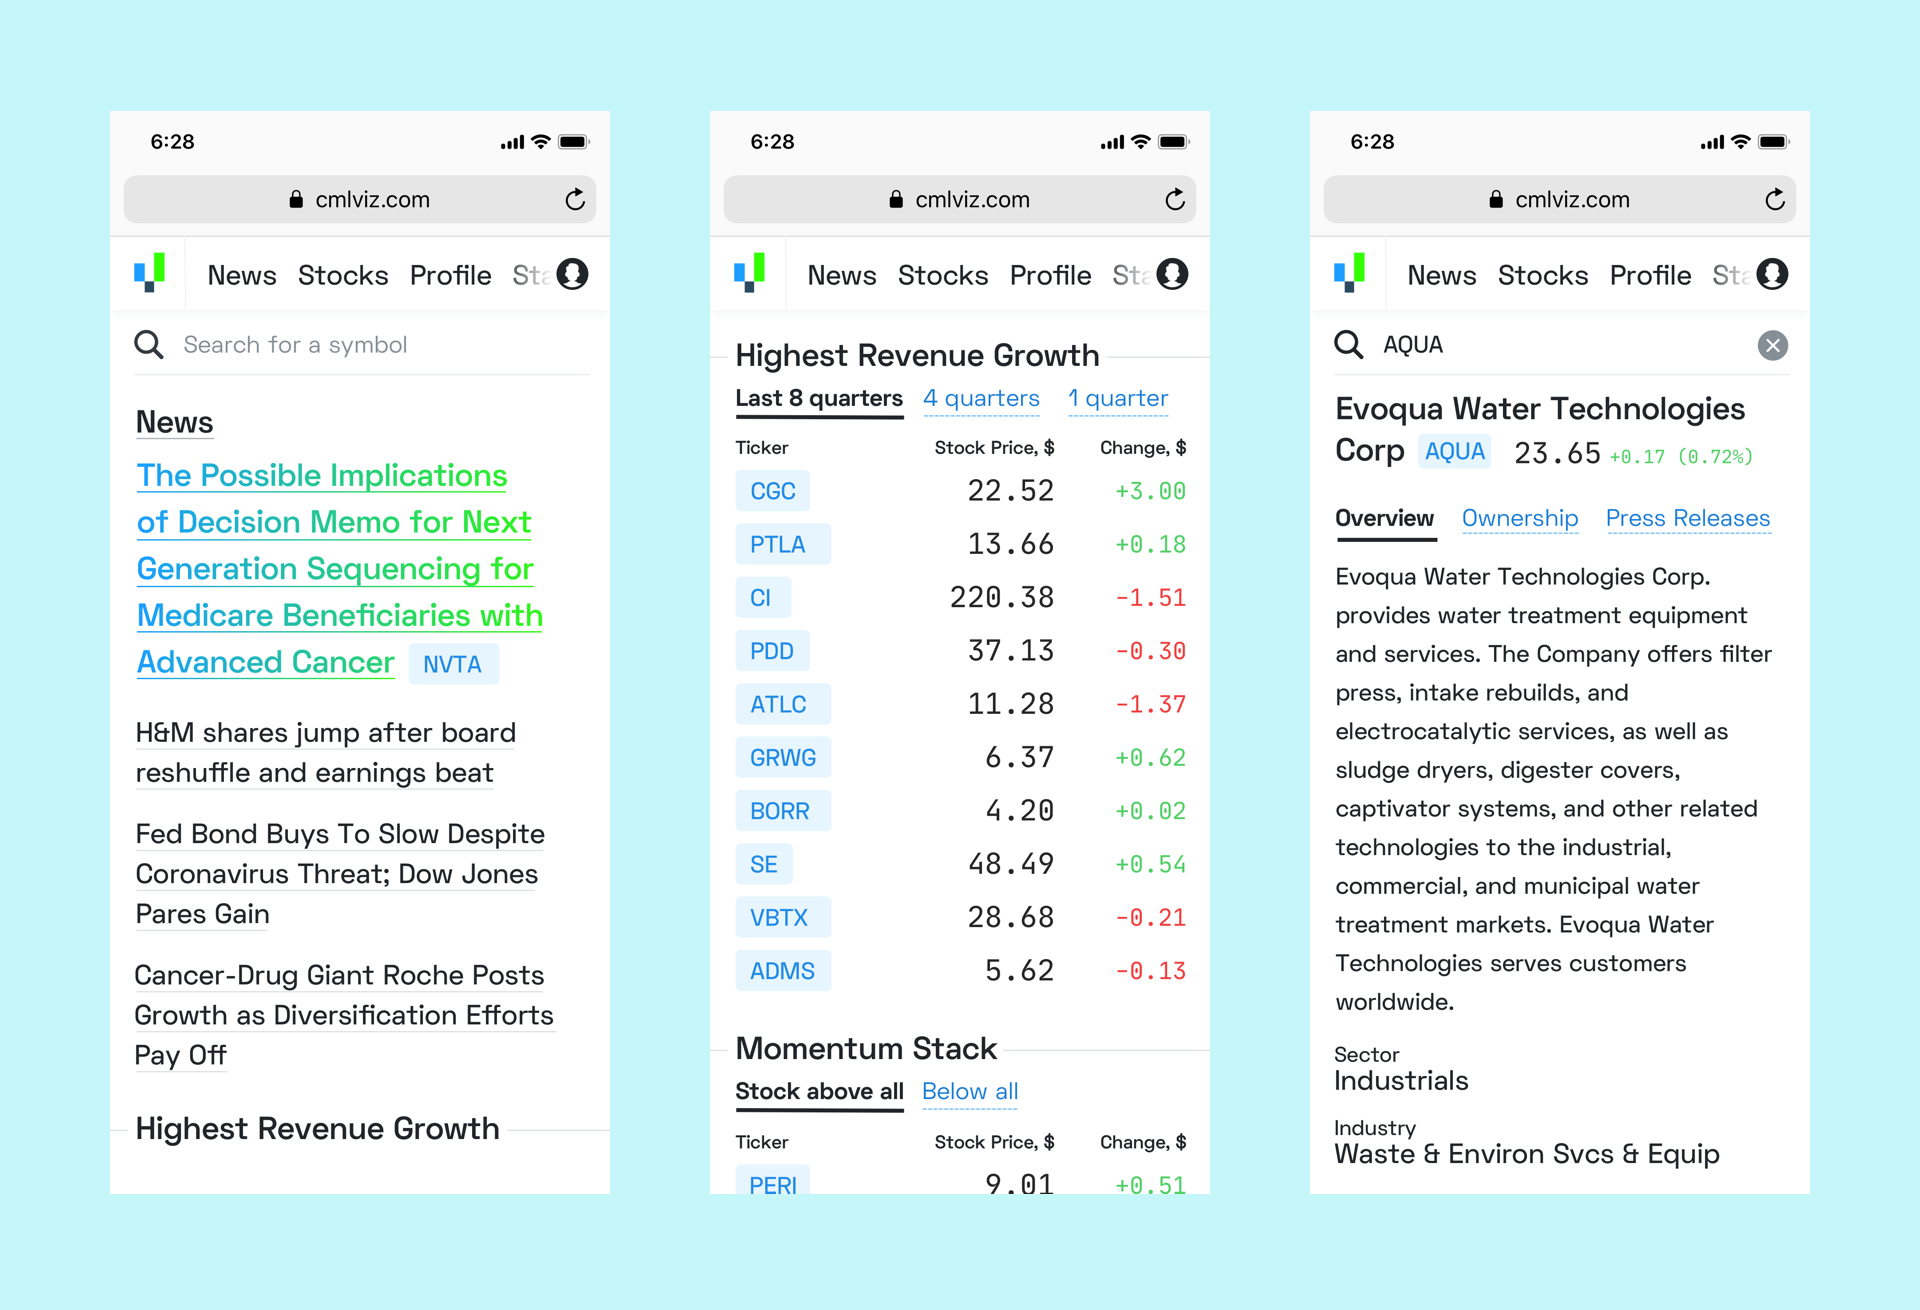 6:28
cmlviz.com
News Stocks Profile Sta
Search for a symbol
News
The Possible Implications
of Decision Memo for Next
Generation Sequencing for
Medicare Beneficiaries with
Advanced Cancer NVTA
H&M shares jump after board
reshuffle and earnings beat
Fed Bond Buys To Slow Despite
Coronavirus Threat; Dow Jones
Pares Gain
Cancer-Drug Giant Roche Posts
Growth as Diversification Efforts
Pay Off
Highest Revenue Growth
6:28
cmlviz.com
News Stocks Profile Sta
Highest Revenue Growth
Last 8 quarters 4 quarters 1 quarter
Ticker Stock Price, $ Change, $
CGC 22.52 +3.00
PTLA 13.66 +0.18
CI 220.38 -1.51
PDD 37.13 -0.30
ATLC 11.28 -1.37
GRWG 6.37 +0.62
BORR 4.20 +0.02
SE 48.49 +0.54
VBTX 28.68 -0.21
ADMS 5.62 -0.13
Momentum Stack
Stock above all Below all
Ticker Stock Price, $ Change, $
PERI 9.01 +0.51
6:28
cmlviz.com
News Stocks Profile Sta
AQUA
Evoqua Water Technologies
Corp AQUA 23.65 +0.17 (0.72%)
Overview Ownership Press Releases
Evoqua Water Technologies Corp.
provides water treatment equipment
and services. The Company offers filter
press, intake rebuilds, and
electrocatalytic services, as well as
sludge dryers, digester covers,
captivator systems, and other related
technologies to the industrial,
commercial, and municipal water
treatment markets. Evoqua Water
Technologies serves customers
worldwide.
Sector
Industrials
Industry
Waste & Environ Svcs & Equip